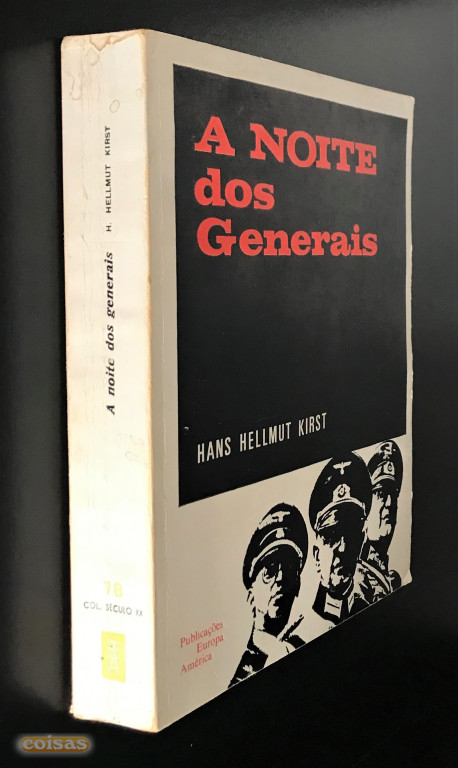 A NOITE
dos
Generais
HANS HELLMUT KIRST
Publicações
Europa
América
A noite dos generais H. HELLMUT KIRST
78
COL. SÉCULO XX
coisas